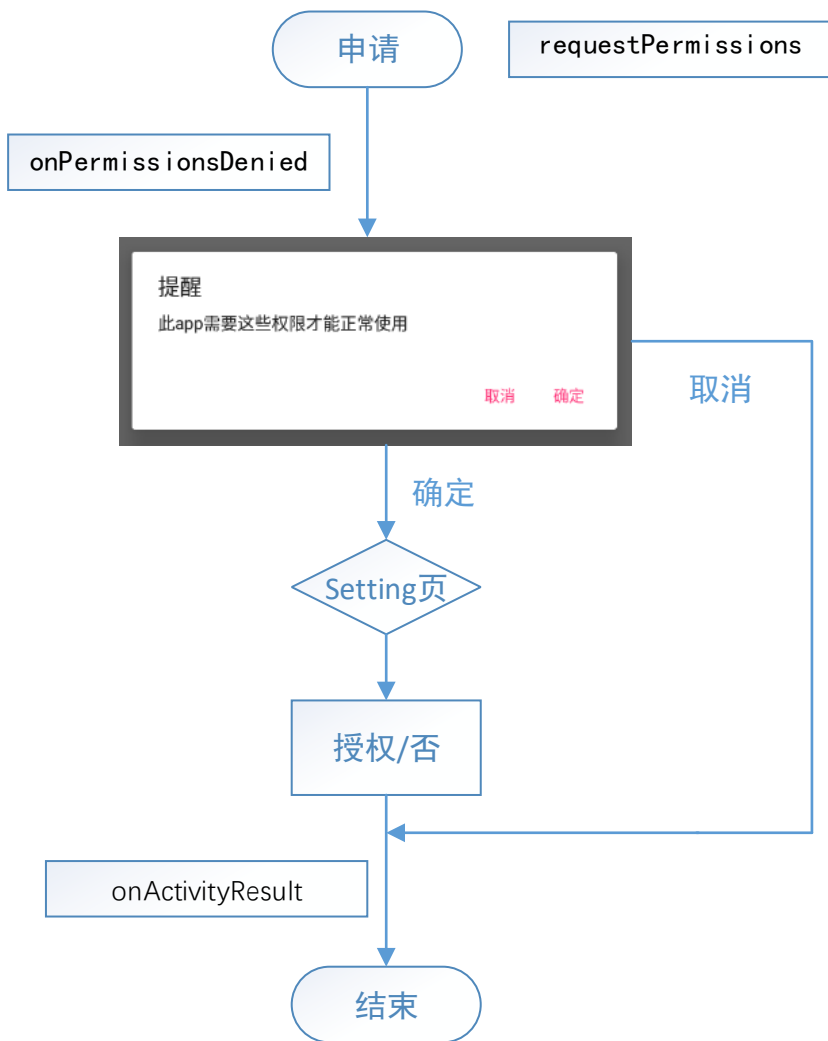 申请
requestPermissions
onPermissionsDenied
提醒
此app需要这些权限才能正常使用
取消
确定
取消
确定
Setting页
授权/否
onActivityResult
结束